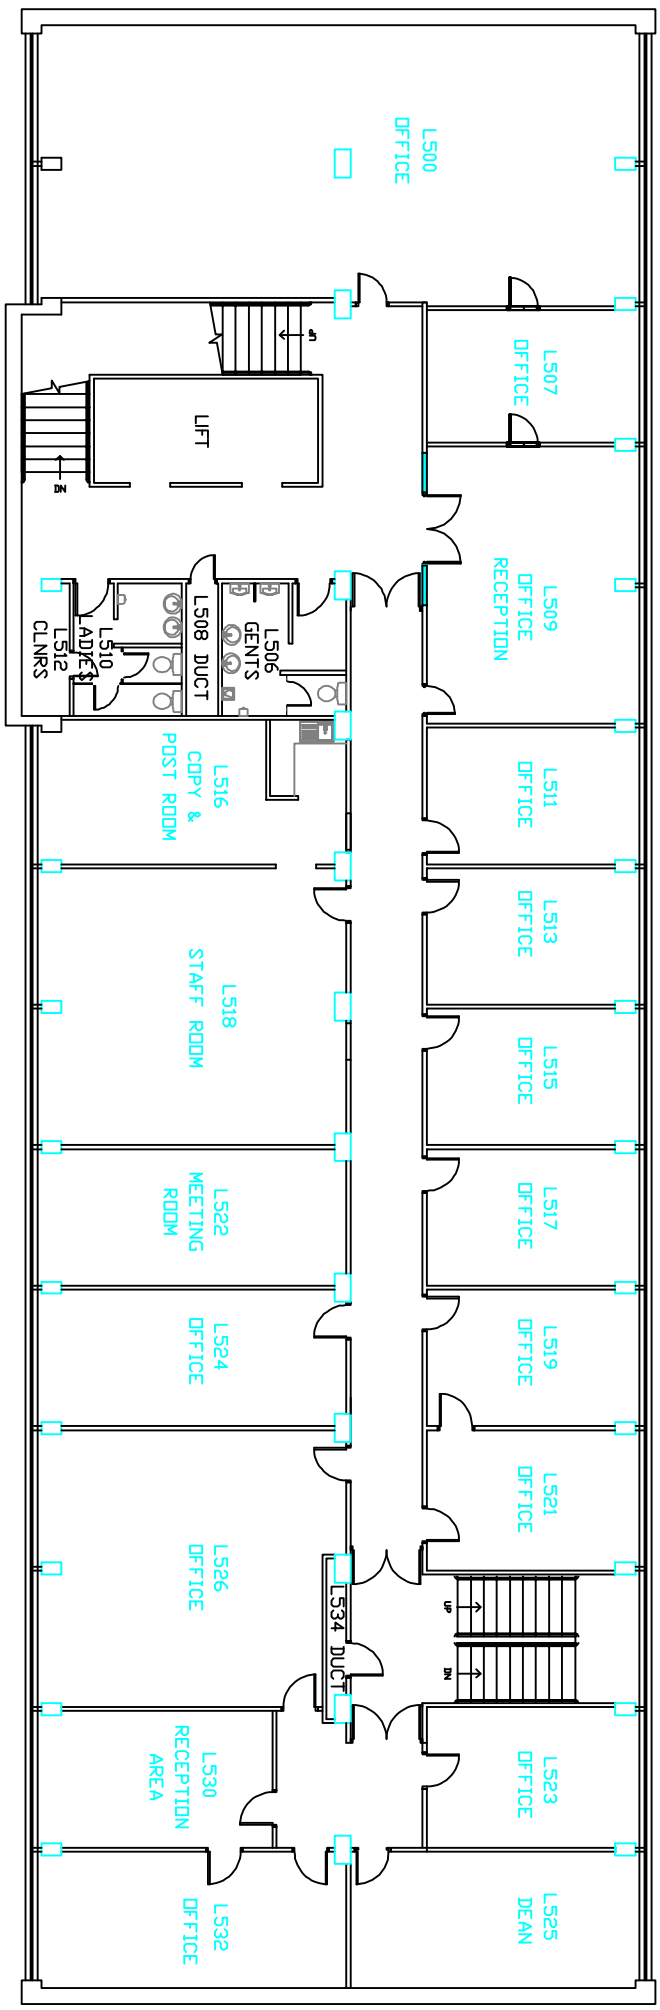 L500
OFFICE
UP
L507
OFFICE
LIFT
DN
L509
OFFICE
RECEPTION
L506
GENTS
L508 DUCT
L510
LADIES
L512
CLNRS
L511
OFFICE
L516
COPY &
POST ROOM
L513
OFFICE
L518
STAFF ROOM
L515
OFFICE
L517
OFFICE
L522
MEETING
ROOM
L519
OFFICE
L524
OFFICE
L521
OFFICE
L526
OFFICE
UP
DN
L534 DUCT
L523
OFFICE
L530
RECEPTION
AREA
L525
DEAN
L532
OFFICE